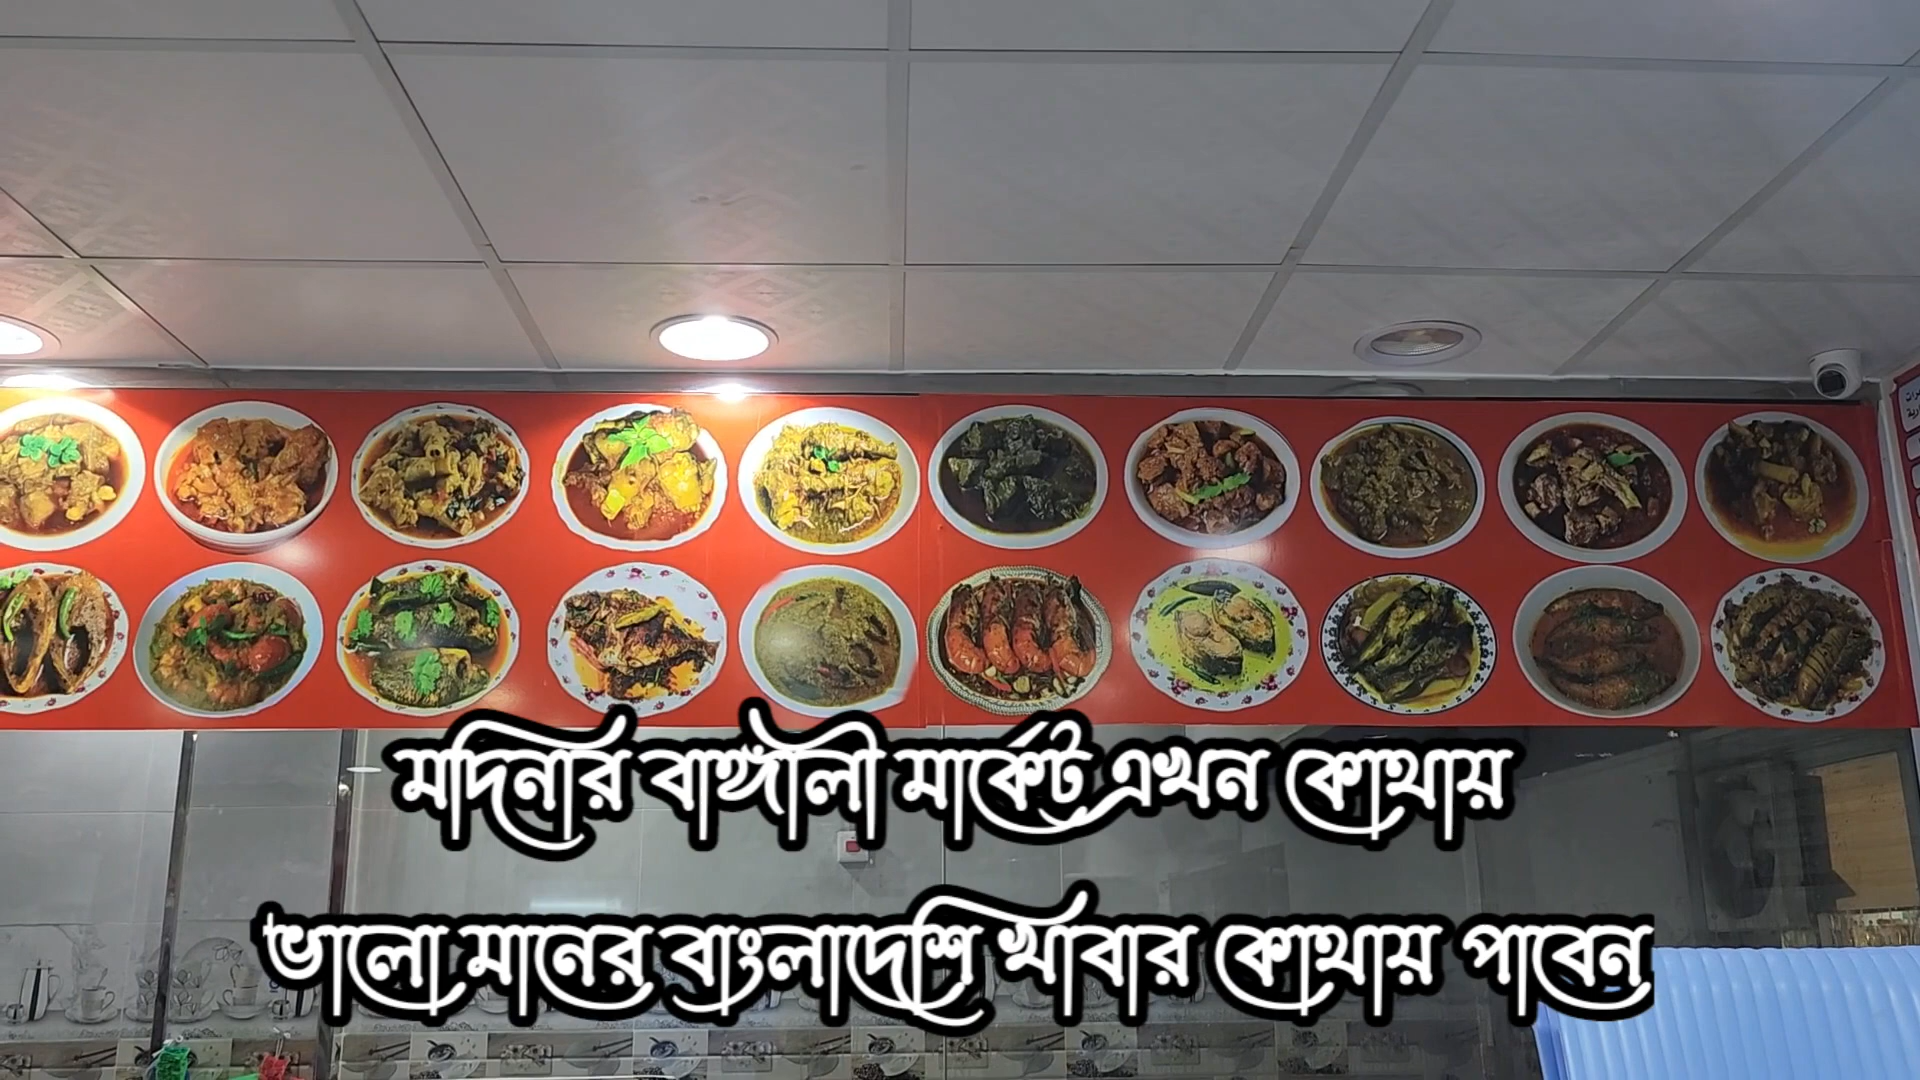 মদিনার বাঙ্গালী মার্কেট এখন কোথায়
ভালো মানের বাংলাদেশি খাবার কোথায় পাবেন